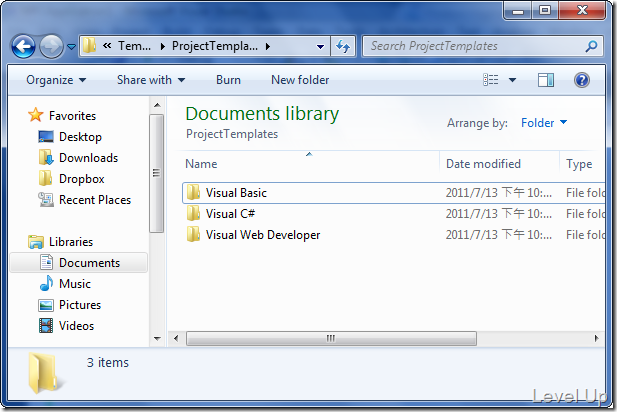 « Tem... ▸ ProjectTempla... ▸
Search ProjectTemplates
Organize Share with Burn New folder
Favorites
Desktop
Downloads
Dropbox
Recent Places
Libraries
Documents
Music
Pictures
Videos
Documents library
ProjectTemplates
Arrange by: Folder
Name Date modified Type
Visual Basic 2011/7/13 下午 10:... File fold
Visual C# 2011/7/13 下午 10:... File fold
Visual Web Developer 2011/7/13 下午 10:... File fold
3 items
Level Up